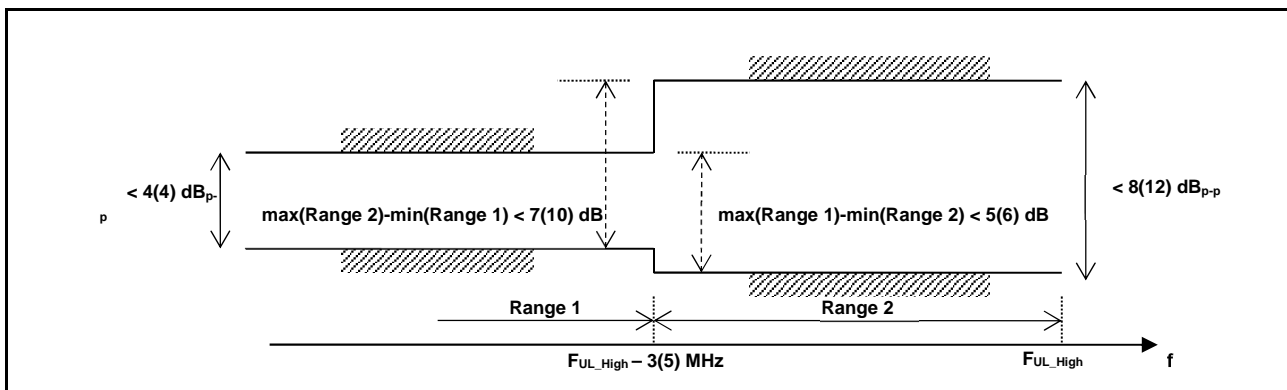 < 4(4) dBp-
p
max(Range 2)-min(Range 1) < 7(10) dB
max(Range 1)-min(Range 2) < 5(6) dB
< 8(12) dBp-p
Range 1
Range 2
FUL_High – 3(5) MHz
FUL_High
f